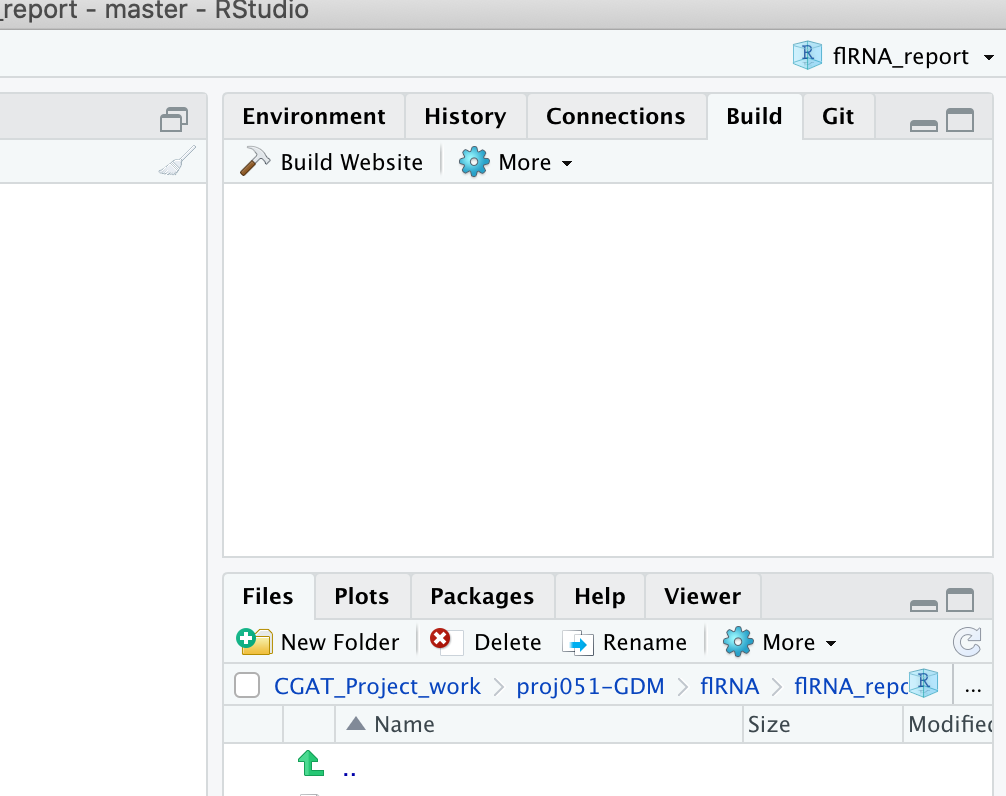 _report - master - RStudio
R flRNA_report
Environment History Connections Build Git
Build Website More
Files Plots Packages Help Viewer
New Folder Delete Rename More
CGAT_Project_work proj051-GDM flRNA flRNA_repo R ...
Name Size Modified
..